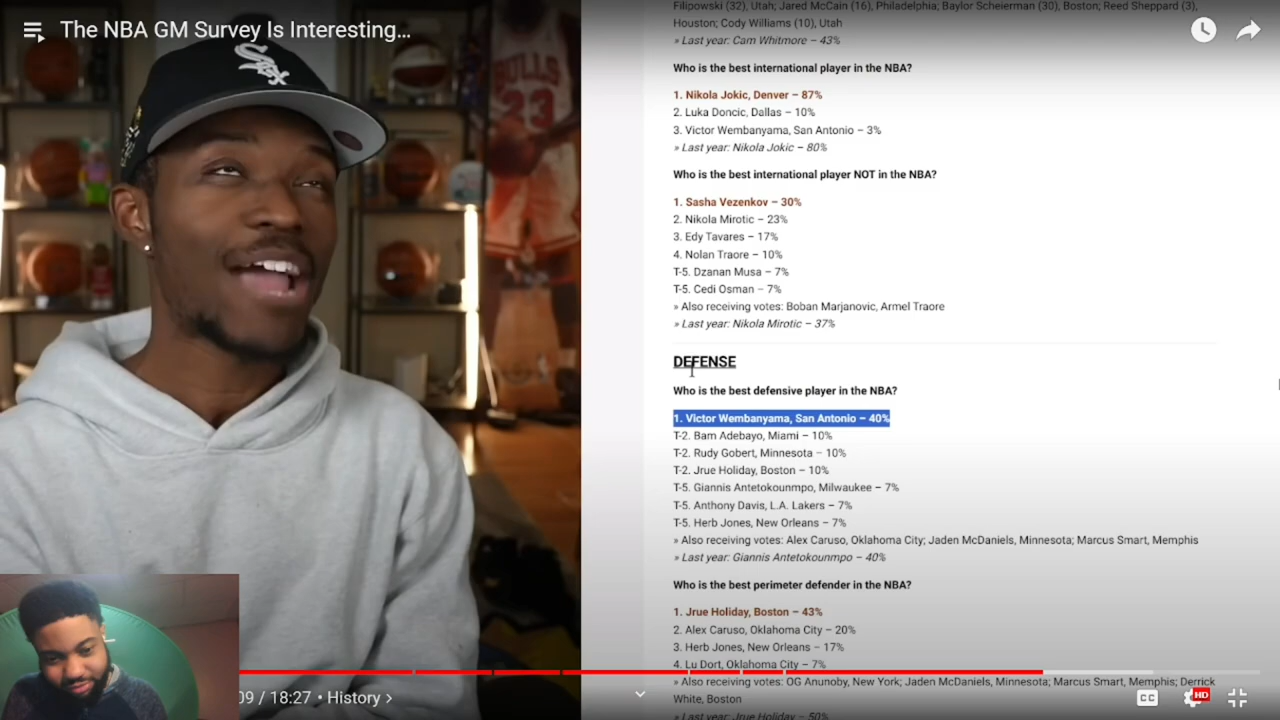 The NBA GM Survey Is Interesting...
Filipowski (32), Utah; Jared McCain (16), Philadelphia; Baylor Scheierman (30), Boston; Reed Sheppard (3),
Houston; Cody Williams (10), Utah
» Last year: Cam Whitmore – 43%
Who is the best international player in the NBA?
1. Nikola Jokic, Denver – 87%
2. Luka Doncic, Dallas – 10%
3. Victor Wembanyama, San Antonio – 3%
» Last year: Nikola Jokic – 80%
Who is the best international player NOT in the NBA?
1. Sasha Vezenkov – 30%
2. Nikola Mirotic – 23%
3. Edy Tavares – 17%
4. Nolan Traore – 10%
T-5. Dzanan Musa – 7%
T-5. Cedi Osman – 7%
» Also receiving votes: Boban Marjanovic, Armel Traore
» Last year: Nikola Mirotic – 37%
DEFENSE
Who is the best defensive player in the NBA?
1. Victor Wembanyama, San Antonio – 40%
T-2. Bam Adebayo, Miami – 10%
T-2. Rudy Gobert, Minnesota – 10%
T-2. Jrue Holiday, Boston – 10%
T-5. Giannis Antetokounmpo, Milwaukee – 7%
T-5. Anthony Davis, L.A. Lakers – 7%
T-5. Herb Jones, New Orleans – 7%
» Also receiving votes: Alex Caruso, Oklahoma City; Jaden McDaniels, Minnesota; Marcus Smart, Memphis
» Last year: Giannis Antetokounmpo – 40%
Who is the best perimeter defender in the NBA?
1. Jrue Holiday, Boston – 43%
2. Alex Caruso, Oklahoma City – 20%
3. Herb Jones, New Orleans – 17%
4. Lu Dort, Oklahoma City – 7%
» Also receiving votes: OG Anunoby, New York; Jaden McDaniels, Minnesota; Marcus Smart, Memphis; Derrick
White, Boston
» Last year: Jrue Holiday – 50%
Sox
BULLS
23
09 / 18:27 • History >
CC
HD